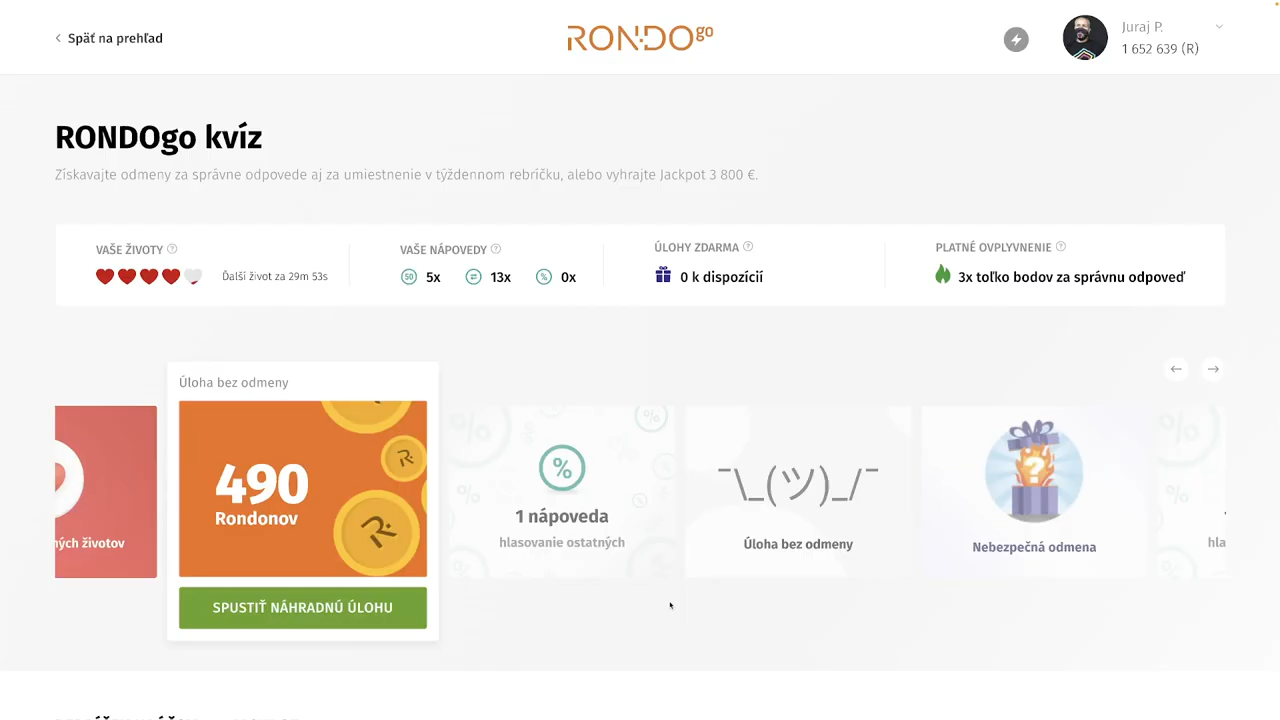 Späť na prehľad
RONDOgo
Juraj P.
1 652 639 (R)
RONDOgo kvíz
Získavajte odmeny za správne odpovede aj za umiestnenie v týždennom rebríčku, alebo vyhrajte Jackpot 3 800 €.
VAŠE ŽIVOTY ?
Ďalší život za 29m 53s
VAŠE NÁPOVEDY ?
50 5x
13x
% 0x
ÚLOHY ZDARMA ?
0 k dispozícií
PLATNÉ OVPLYVNENIE ?
3x toľko bodov za správnu odpoveď
ných životov
Úloha bez odmeny
490
Rondonov
SPUSTIŤ NÁHRADNÚ ÚLOHU
%
1 nápoveda
hlasovanie ostatných
¯\_(ツ)_/¯
Úloha bez odmeny
?
Nebezpečná odmena
hla